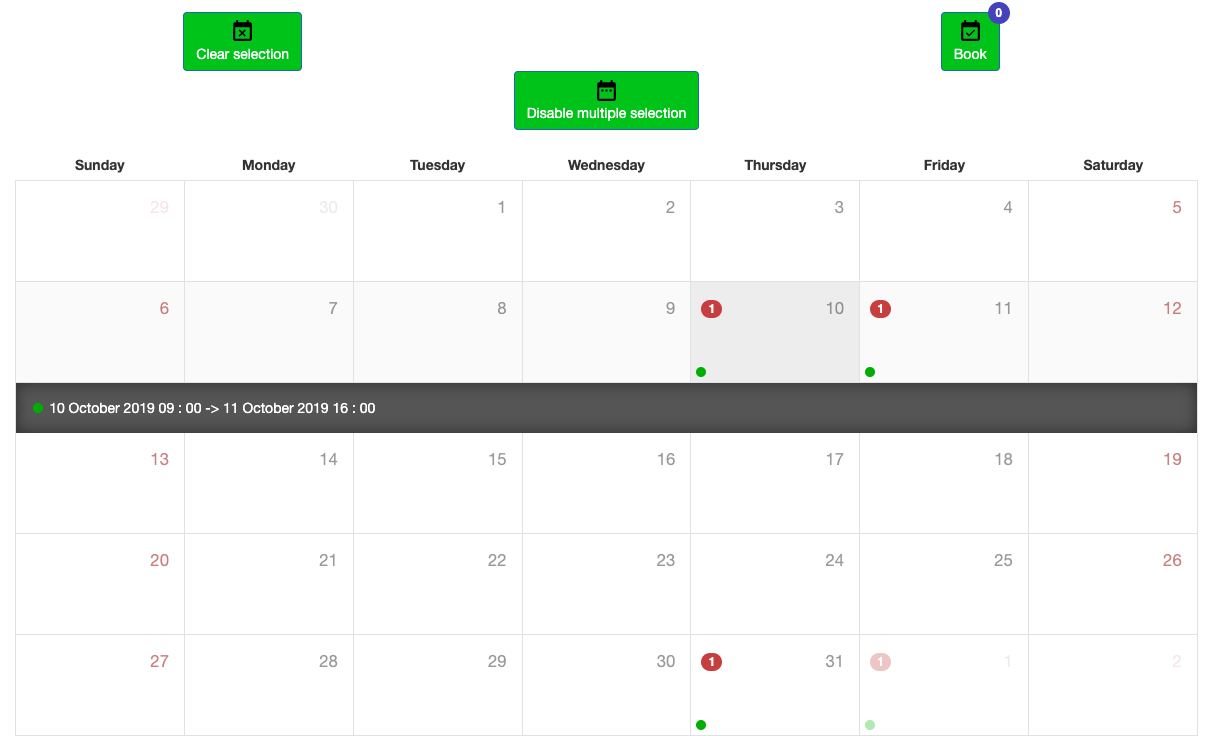 0
Clear selection
Book
Disable multiple selection
Sunday Monday Tuesday Wednesday Thursday Friday Saturday
29 30 1 2 3 4 5
6 7 8 9 1 10 1 11 12
10 October 2019 09 : 00 -> 11 October 2019 16 : 00
13 14 15 16 17 18 19
20 21 22 23 24 25 26
27 28 29 30 1 31 1 1 2